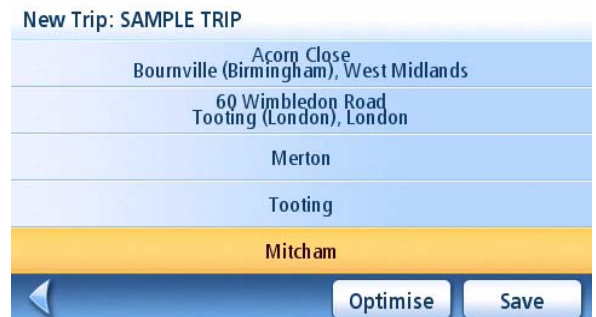 New Trip: SAMPLE TRIP
Acorn Close
Bournville (Birmingham), West Midlands
60 Wimbledon Road
Tooting (London), London
Merton
Tooting
Mitcham
Optimise
Save